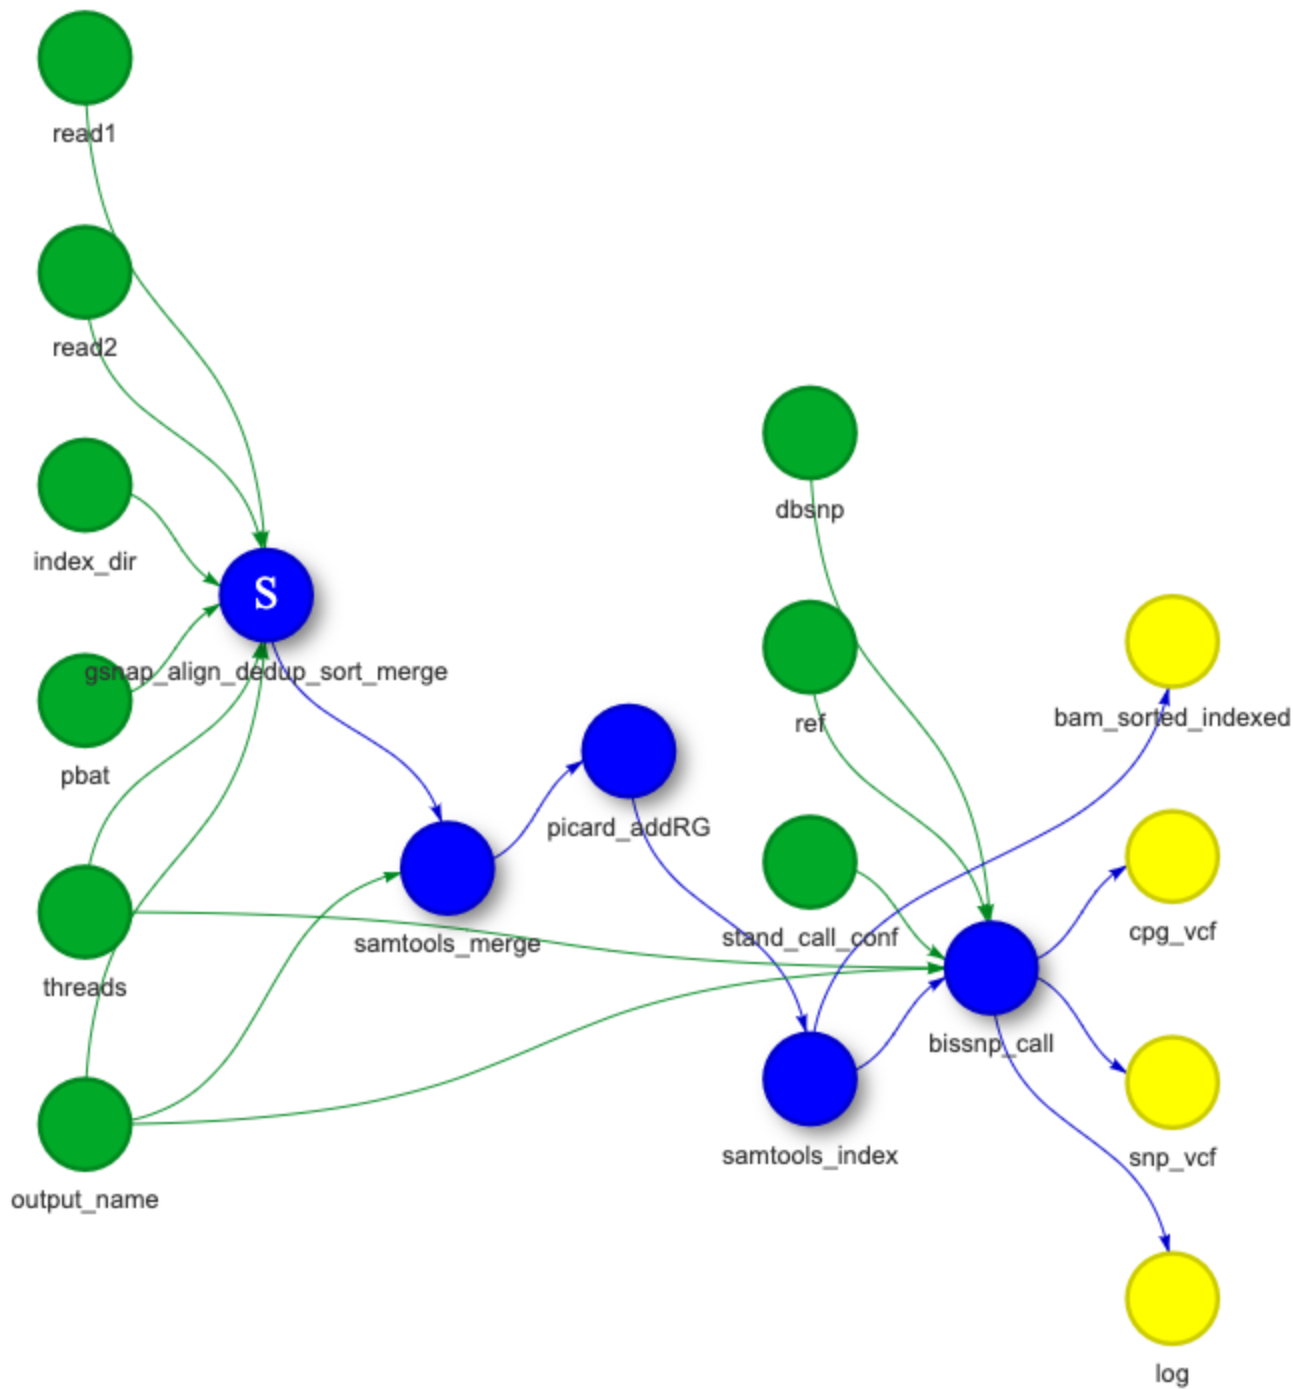 read1
read2
index_dir
S
gsnap_align_dedup_sort_merge
pbat
threads
output_name
samtools_merge
picard_addRG
dbsnp
ref
stand_call_conf
samtools_index
bissnp_call
bam_sorted_indexed
cpg_vcf
snp_vcf
log